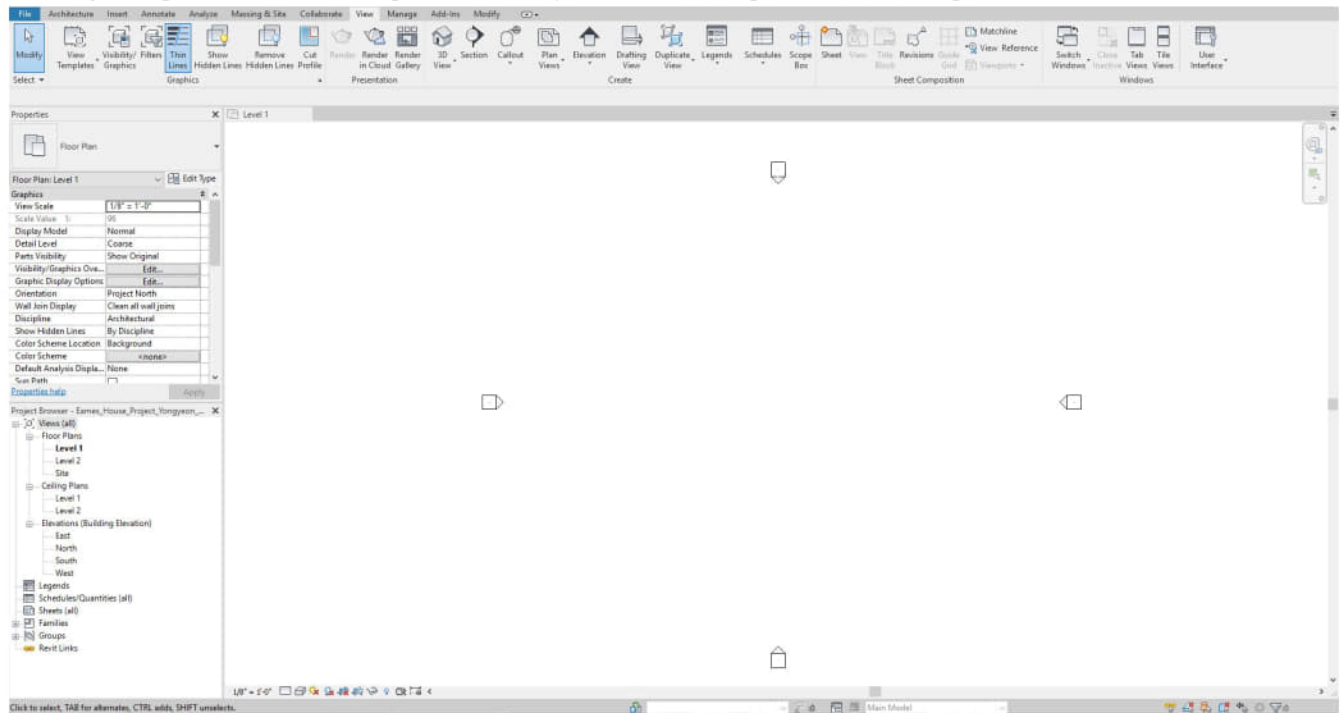 File Architecture Insert Annotate Analyze Massing & Site Collaborate View Manage Add-Ins Modify
Modify View Templates Visibility/ Graphics Filters Thin Lines Show Hidden Lines Remove Hidden Lines Cut Profile Render Render in Cloud Render Gallery 3D View Section Callout Plan Views Elevation Drafting View Duplicate View Legends Schedules Scope Box Sheet View Title Block Revisions Guide Grid Matchline View Reference Viewports Switch Windows Close Inactive Tab Views Tile Views User Interface
Select Graphics Presentation Create Sheet Composition Windows
Properties X Level 1
Floor Plan
Floor Plan: Level 1 Edit Type
Graphics
View Scale 1/8" = 1'-0"
Scale Value 1: 96
Display Model Normal
Detail Level Coarse
Parts Visibility Show Original
Visibility/Graphics Ove... Edit...
Graphic Display Options Edit...
Orientation Project North
Wall Join Display Clean all wall joins
Discipline Architectural
Show Hidden Lines By Discipline
Color Scheme Location Background
Color Scheme <none>
Default Analysis Displa... None
Sun Path
Properties help Apply
Project Browser - Eames_House_Project_Yongyeon_... X
Views (all)
Floor Plans
Level 1
Level 2
Site
Ceiling Plans
Level 1
Level 2
Elevations (Building Elevation)
East
North
South
West
Legends
Schedules/Quantities (all)
Sheets (all)
Families
Groups
Revit Links
1/8" = 1'-0"
Click to select, TAB for alternates, CTRL adds, SHIFT unselects. Main Model